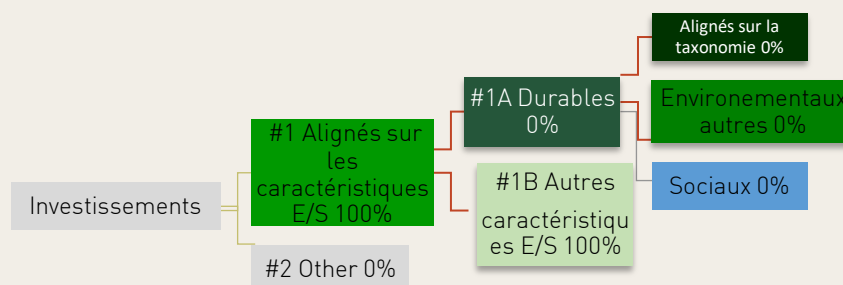 Investissements
#1 Alignés sur
les
caractéristiques
E/S 100%
#2 Other 0%
#1A Durables
0%
#1B Autres
caractéristiqu
es E/S 100%
Alignés sur la
taxonomie 0%
Environementaux
autres 0%
Sociaux 0%